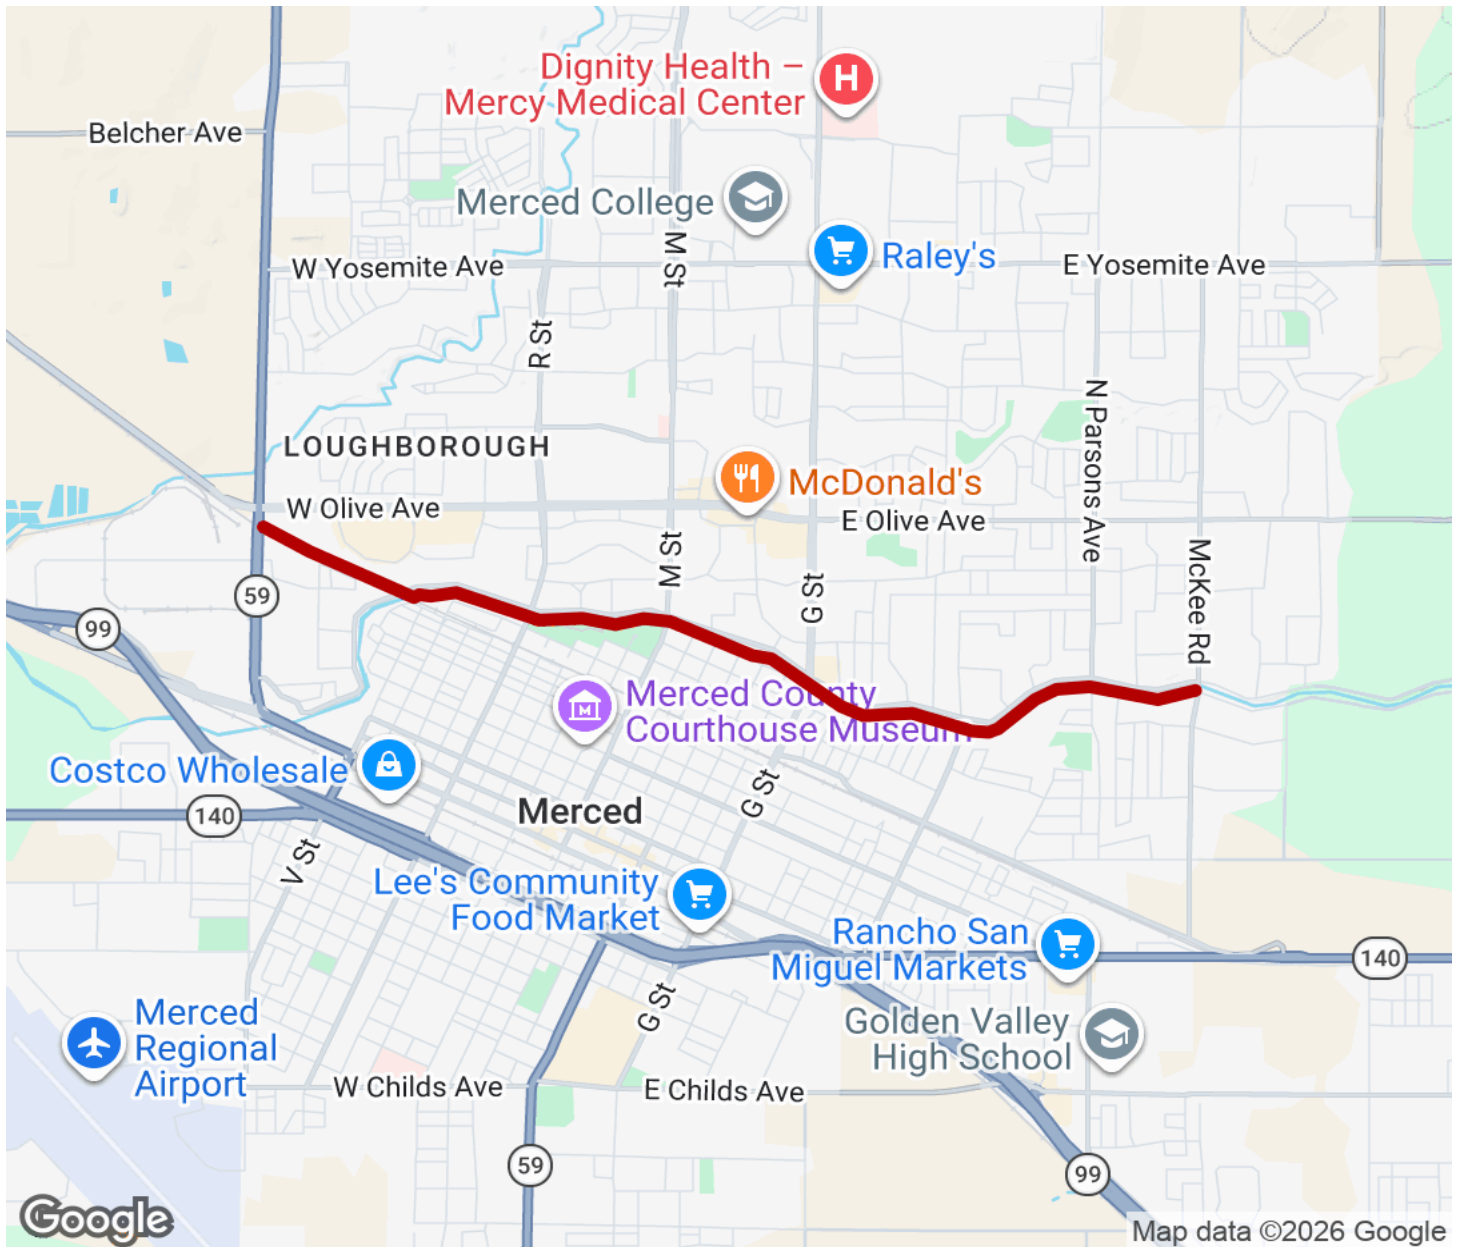 Dignity Health –
Mercy Medical Center
H
Belcher Ave
Merced College
M St
Raley's
W Yosemite Ave
E Yosemite Ave
R St
N Parsons Ave
LOUGHBOROUGH
McDonald's
W Olive Ave
E Olive Ave
M St
G St
McKee Rd
59
99
Merced County
Courthouse Museum
M
Costco Wholesale
G St
140
Merced
V St
Lee's Community
Food Market
Rancho San
Miguel Markets
140
G St
Merced
Regional
Airport
Golden Valley
High School
W Childs Ave
E Childs Ave
59
99
Google
Map data ©2026 Google